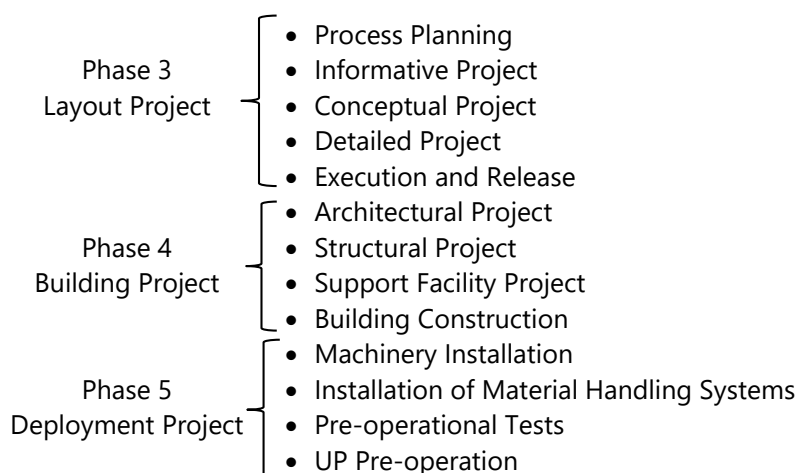 Phase 3
Layout Project
• Process Planning
• Informative Project
• Conceptual Project
• Detailed Project
• Execution and Release
Phase 4
Building Project
• Architectural Project
• Structural Project
• Support Facility Project
• Building Construction
Phase 5
Deployment Project
• Machinery Installation
• Installation of Material Handling Systems
• Pre-operational Tests
• UP Pre-operation